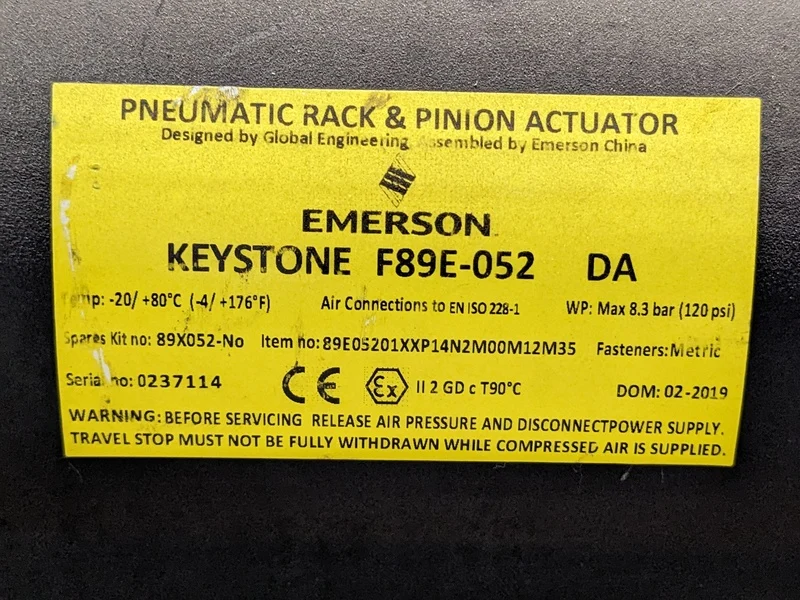 PNEUMATIC RACK & PINION ACTUATOR
Designed by Global Engineering Assembled by Emerson China
EMERSON
KEYSTONE F89E-052 DA
Temp: -20/ +80°C (-4/ +176°F) Air Connections to EN ISO 228-1 WP: Max 8.3 bar (120 psi)
Spares Kit no: 89X052-No Item no: 89E05201XXP14N2M00M12M35 Fasteners: Metric
Serial no: 0237114 CE Ex II 2 GD c T90°C DOM: 02-2019
WARNING: BEFORE SERVICING RELEASE AIR PRESSURE AND DISCONNECTPOWER SUPPLY.
TRAVEL STOP MUST NOT BE FULLY WITHDRAWN WHILE COMPRESSED AIR IS SUPPLIED.